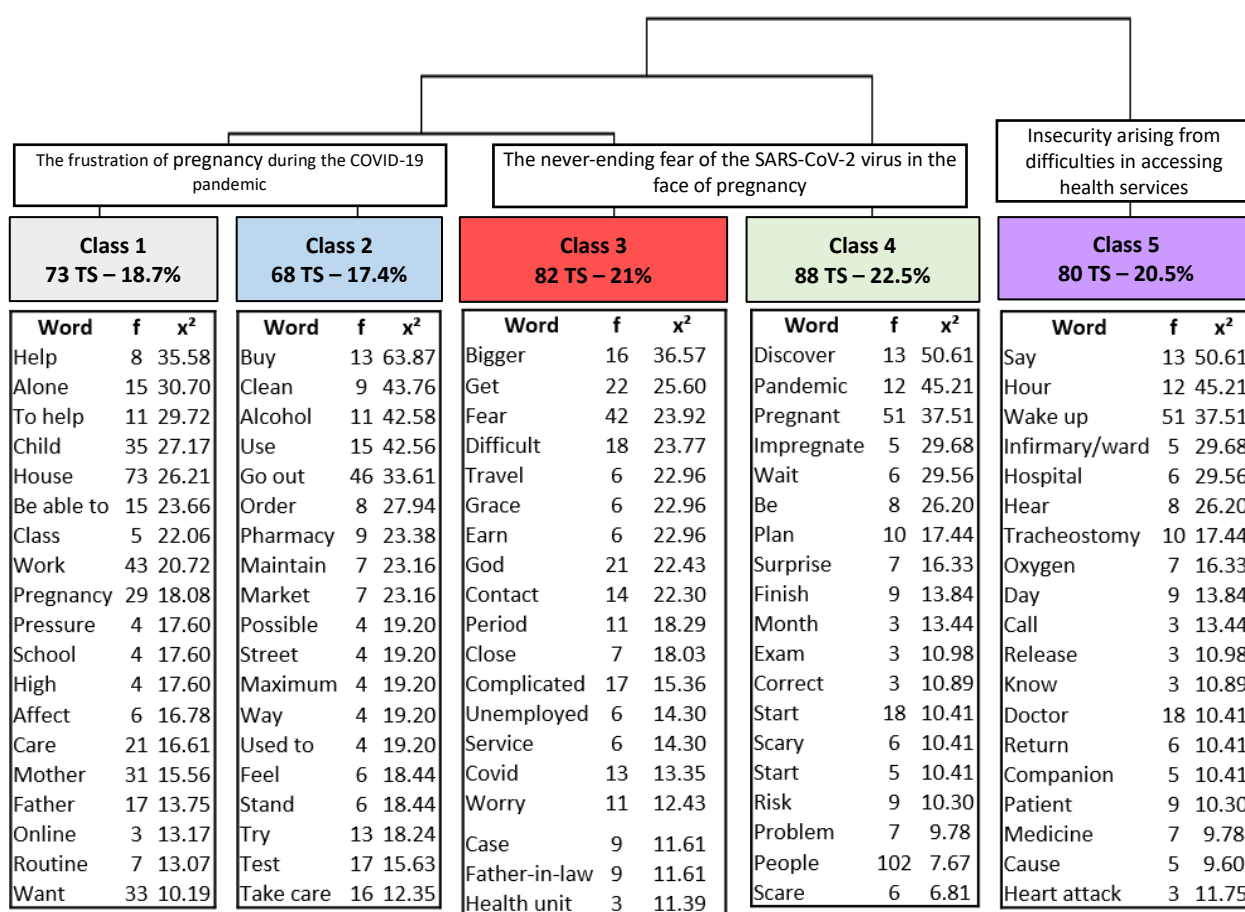 The frustration of pregnancy during the COVID-19
pandemic
The never-ending fear of the SARS-CoV-2 virus in the
face of pregnancy
Insecurity arising from
difficulties in accessing
health services
Class 1
73 TS – 18.7%
Word f x²
Help 8 35.58
Alone 15 30.70
To help 11 29.72
Child 35 27.17
House 73 26.21
Be able to 15 23.66
Class 5 22.06
Work 43 20.72
Pregnancy 29 18.08
Pressure 4 17.60
School 4 17.60
High 4 17.60
Affect 6 16.78
Care 21 16.61
Mother 31 15.56
Father 17 13.75
Online 3 13.17
Routine 7 13.07
Want 33 10.19
Class 2
68 TS – 17.4%
Word f x²
Buy 13 63.87
Clean 9 43.76
Alcohol 11 42.58
Use 15 42.56
Go out 46 33.61
Order 8 27.94
Pharmacy 9 23.38
Maintain 7 23.16
Market 7 23.16
Possible 4 19.20
Street 4 19.20
Maximum 4 19.20
Way 4 19.20
Used to 4 19.20
Feel 6 18.44
Stand 6 18.44
Try 13 18.24
Test 17 15.63
Take care 16 12.35
Class 3
82 TS – 21%
Word f x²
Bigger 16 36.57
Get 22 25.60
Fear 42 23.92
Difficult 18 23.77
Travel 6 22.96
Grace 6 22.96
Earn 6 22.96
God 21 22.43
Contact 14 22.30
Period 11 18.29
Close 7 18.03
Complicated 17 15.36
Unemployed 6 14.30
Service 6 14.30
Covid 13 13.35
Worry 11 12.43
Case 9 11.61
Father-in-law 9 11.61
Health unit 3 11.39
Class 4
88 TS – 22.5%
Word f x²
Discover 13 50.61
Pandemic 12 45.21
Pregnant 51 37.51
Impregnate 5 29.68
Wait 6 29.56
Be 8 26.20
Plan 10 17.44
Surprise 7 16.33
Finish 9 13.84
Month 3 13.44
Exam 3 10.98
Correct 3 10.89
Start 18 10.41
Scary 6 10.41
Start 5 10.41
Risk 9 10.30
Problem 7 9.78
People 102 7.67
Scare 6 6.81
Class 5
80 TS – 20.5%
Word f x²
Say 13 50.61
Hour 12 45.21
Wake up 51 37.51
Infirmary/ward 5 29.68
Hospital 6 29.56
Hear 8 26.20
Tracheostomy 10 17.44
Oxygen 7 16.33
Day 9 13.84
Call 3 13.44
Release 3 10.98
Know 3 10.89
Doctor 18 10.41
Return 6 10.41
Companion 5 10.41
Patient 9 10.30
Medicine 7 9.78
Cause 5 9.60
Heart attack 3 11.75